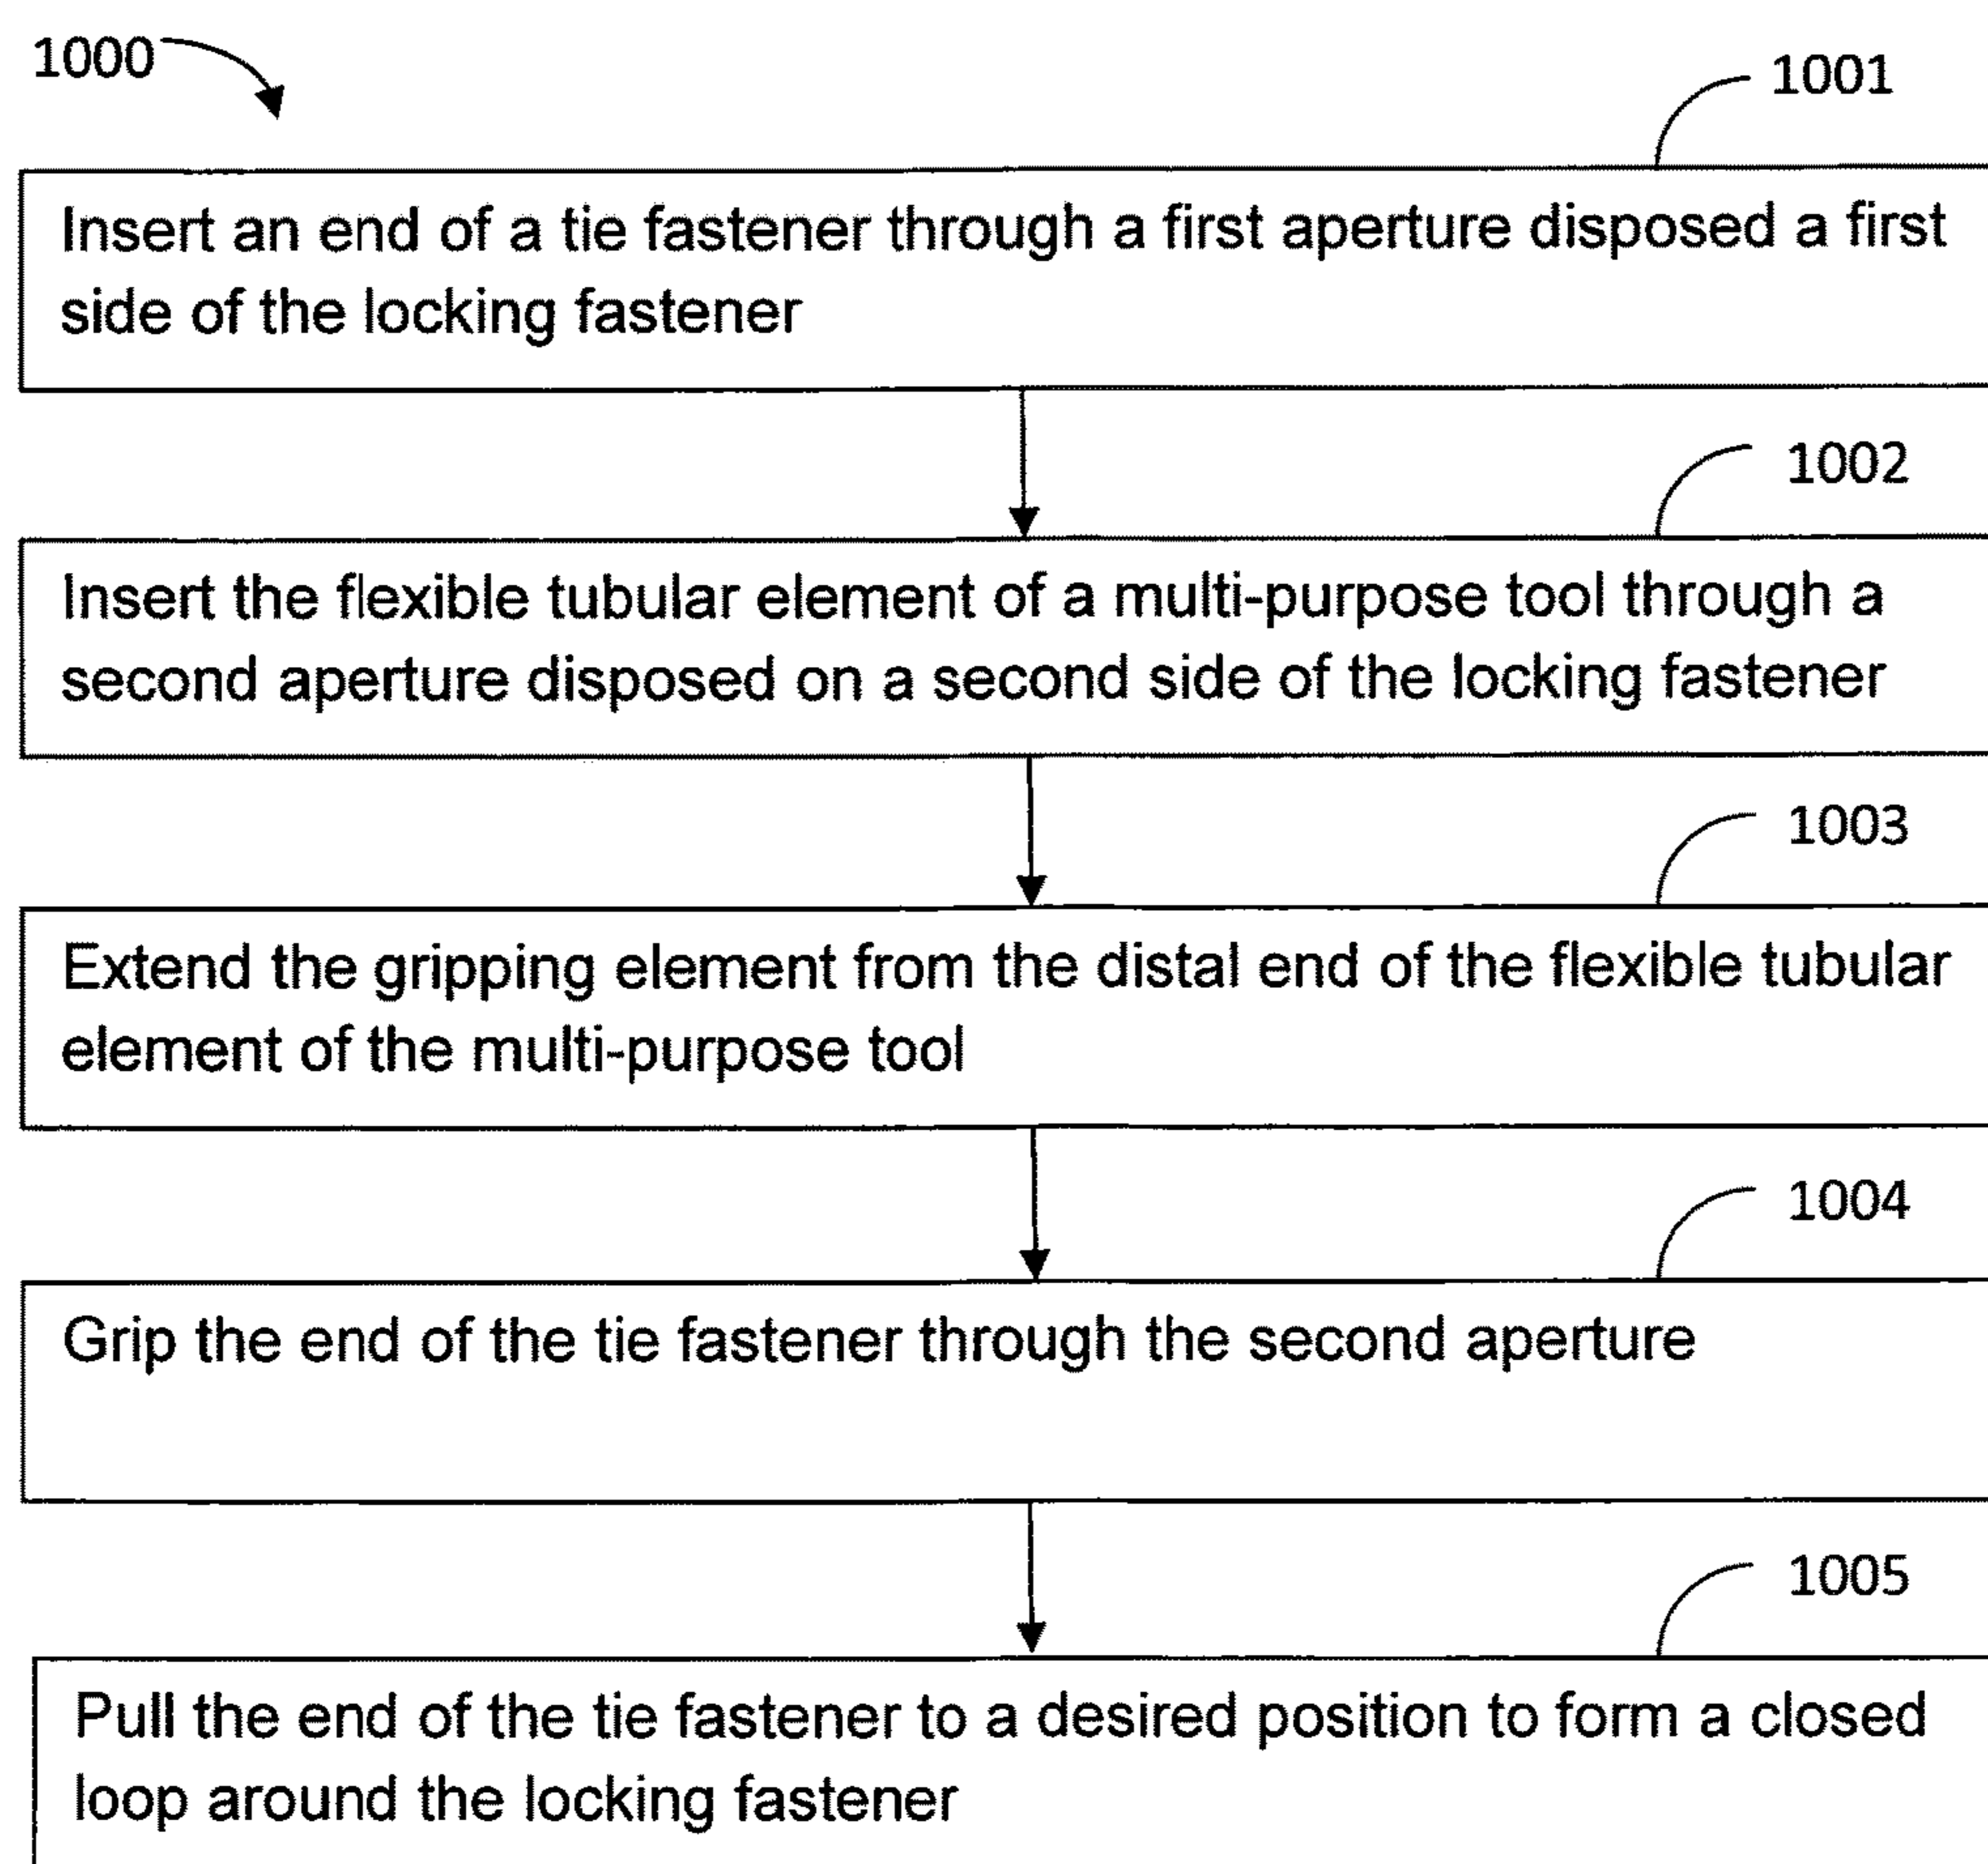 1000
1001
Insert an end of a tie fastener through a first aperture disposed a first
side of the locking fastener
1002
Insert the flexible tubular element of a multi-purpose tool through a
second aperture disposed on a second side of the locking fastener
1003
Extend the gripping element from the distal end of the flexible tubular
element of the multi-purpose tool
1004
Grip the end of the tie fastener through the second aperture
1005
Pull the end of the tie fastener to a desired position to form a closed
loop around the locking fastener